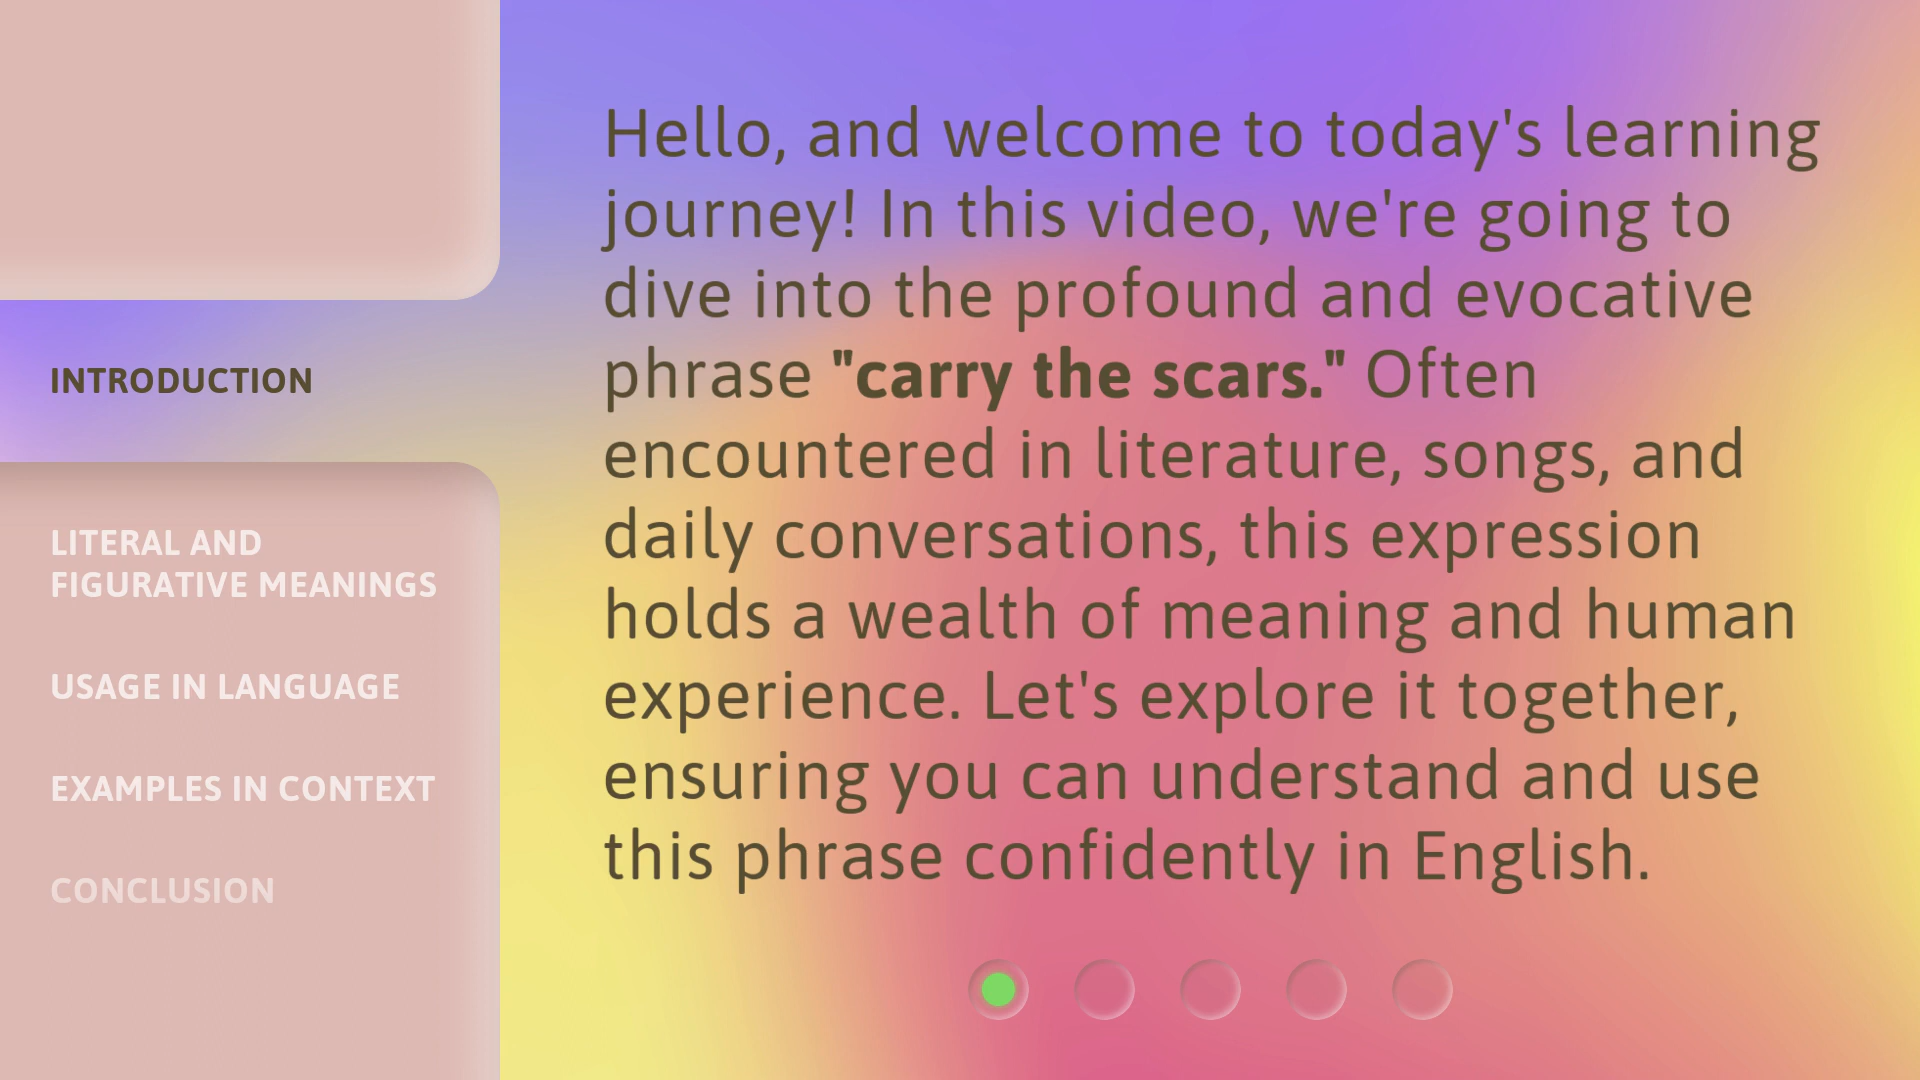 INTRODUCTION
LITERAL AND
FIGURATIVE MEANINGS
USAGE IN LANGUAGE
EXAMPLES IN CONTEXT
CONCLUSION
Hello, and welcome to today's learning
journey! In this video, we're going to
dive into the profound and evocative
phrase "carry the scars." Often
encountered in literature, songs, and
daily conversations, this expression
holds a wealth of meaning and human
experience. Let's explore it together,
ensuring you can understand and use
this phrase confidently in English.